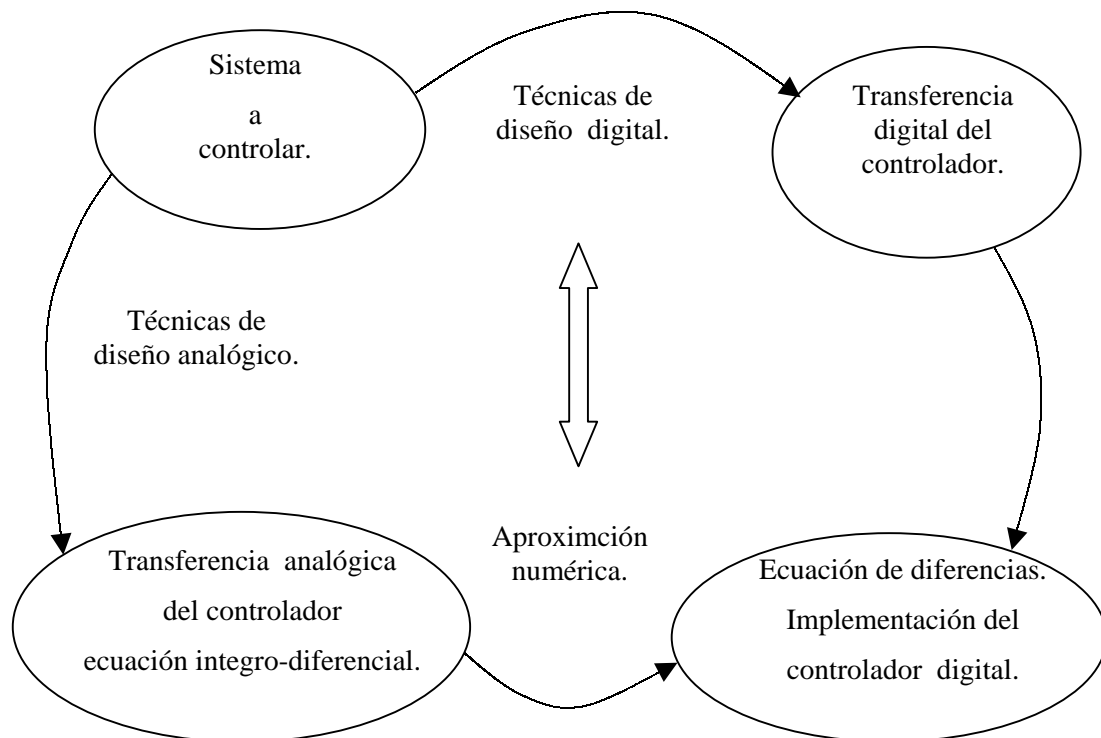 Sistema
a
controlar.
Técnicas de
diseño digital.
Transferencia
digital del
controlador.
Técnicas de
diseño analógico.
Aproximción
numérica.
Transferencia analógica
del controlador
ecuación integro-diferencial.
Ecuación de diferencias.
Implementación del
controlador digital.